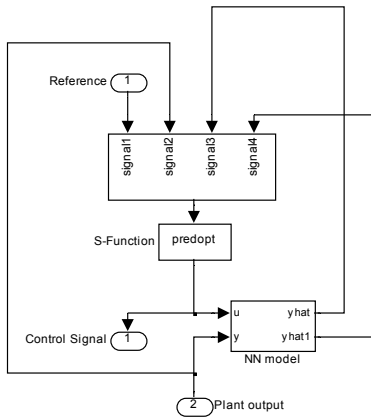 Reference
1
signal1
signal2
signal3
signal4
S-Function
predopt
u
yhat
y
yhat1
NN model
Control Signal
1
2
Plant output